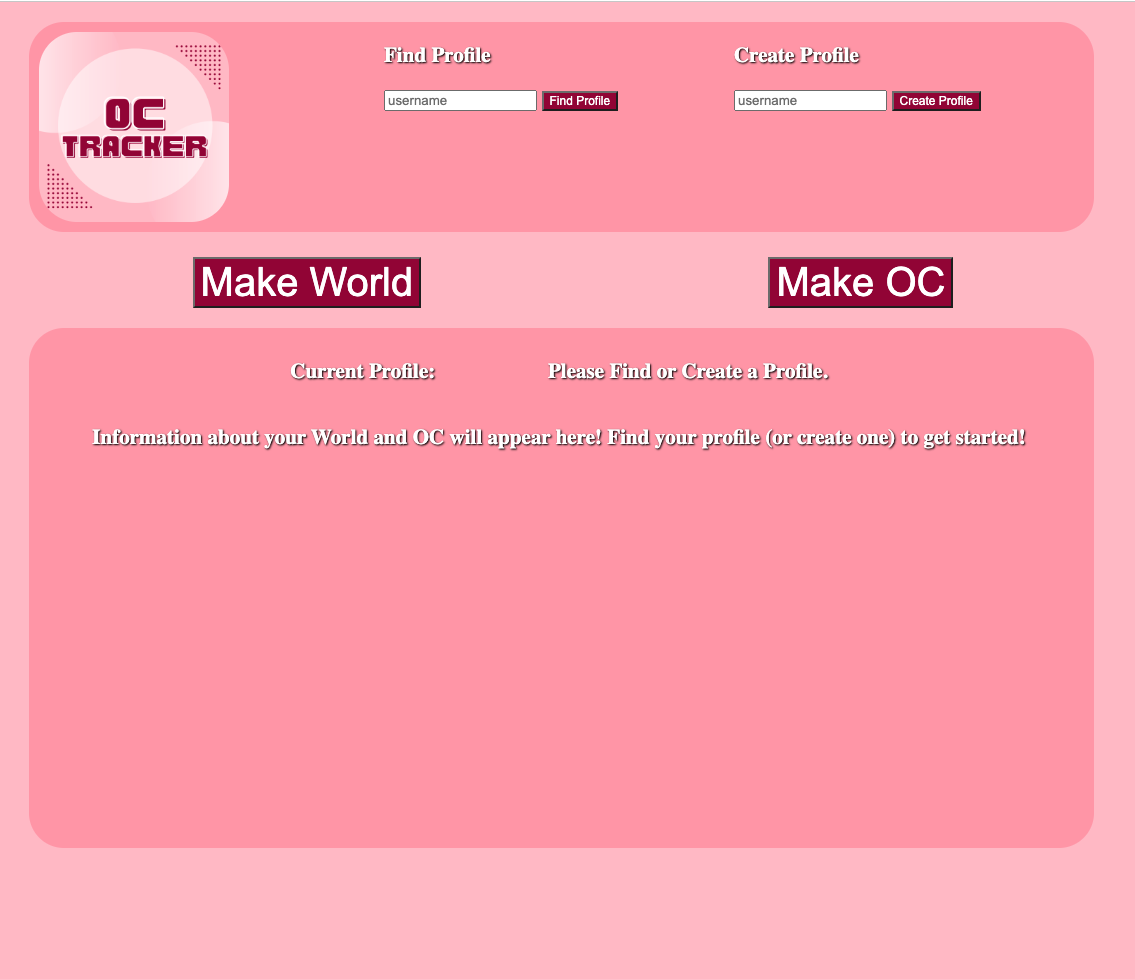 OC
TRACKER
Find Profile
username Find Profile
Create Profile
username Create Profile
Make World
Make OC
Current Profile: Please Find or Create a Profile.
Information about your World and OC will appear here! Find your profile (or create one) to get started!